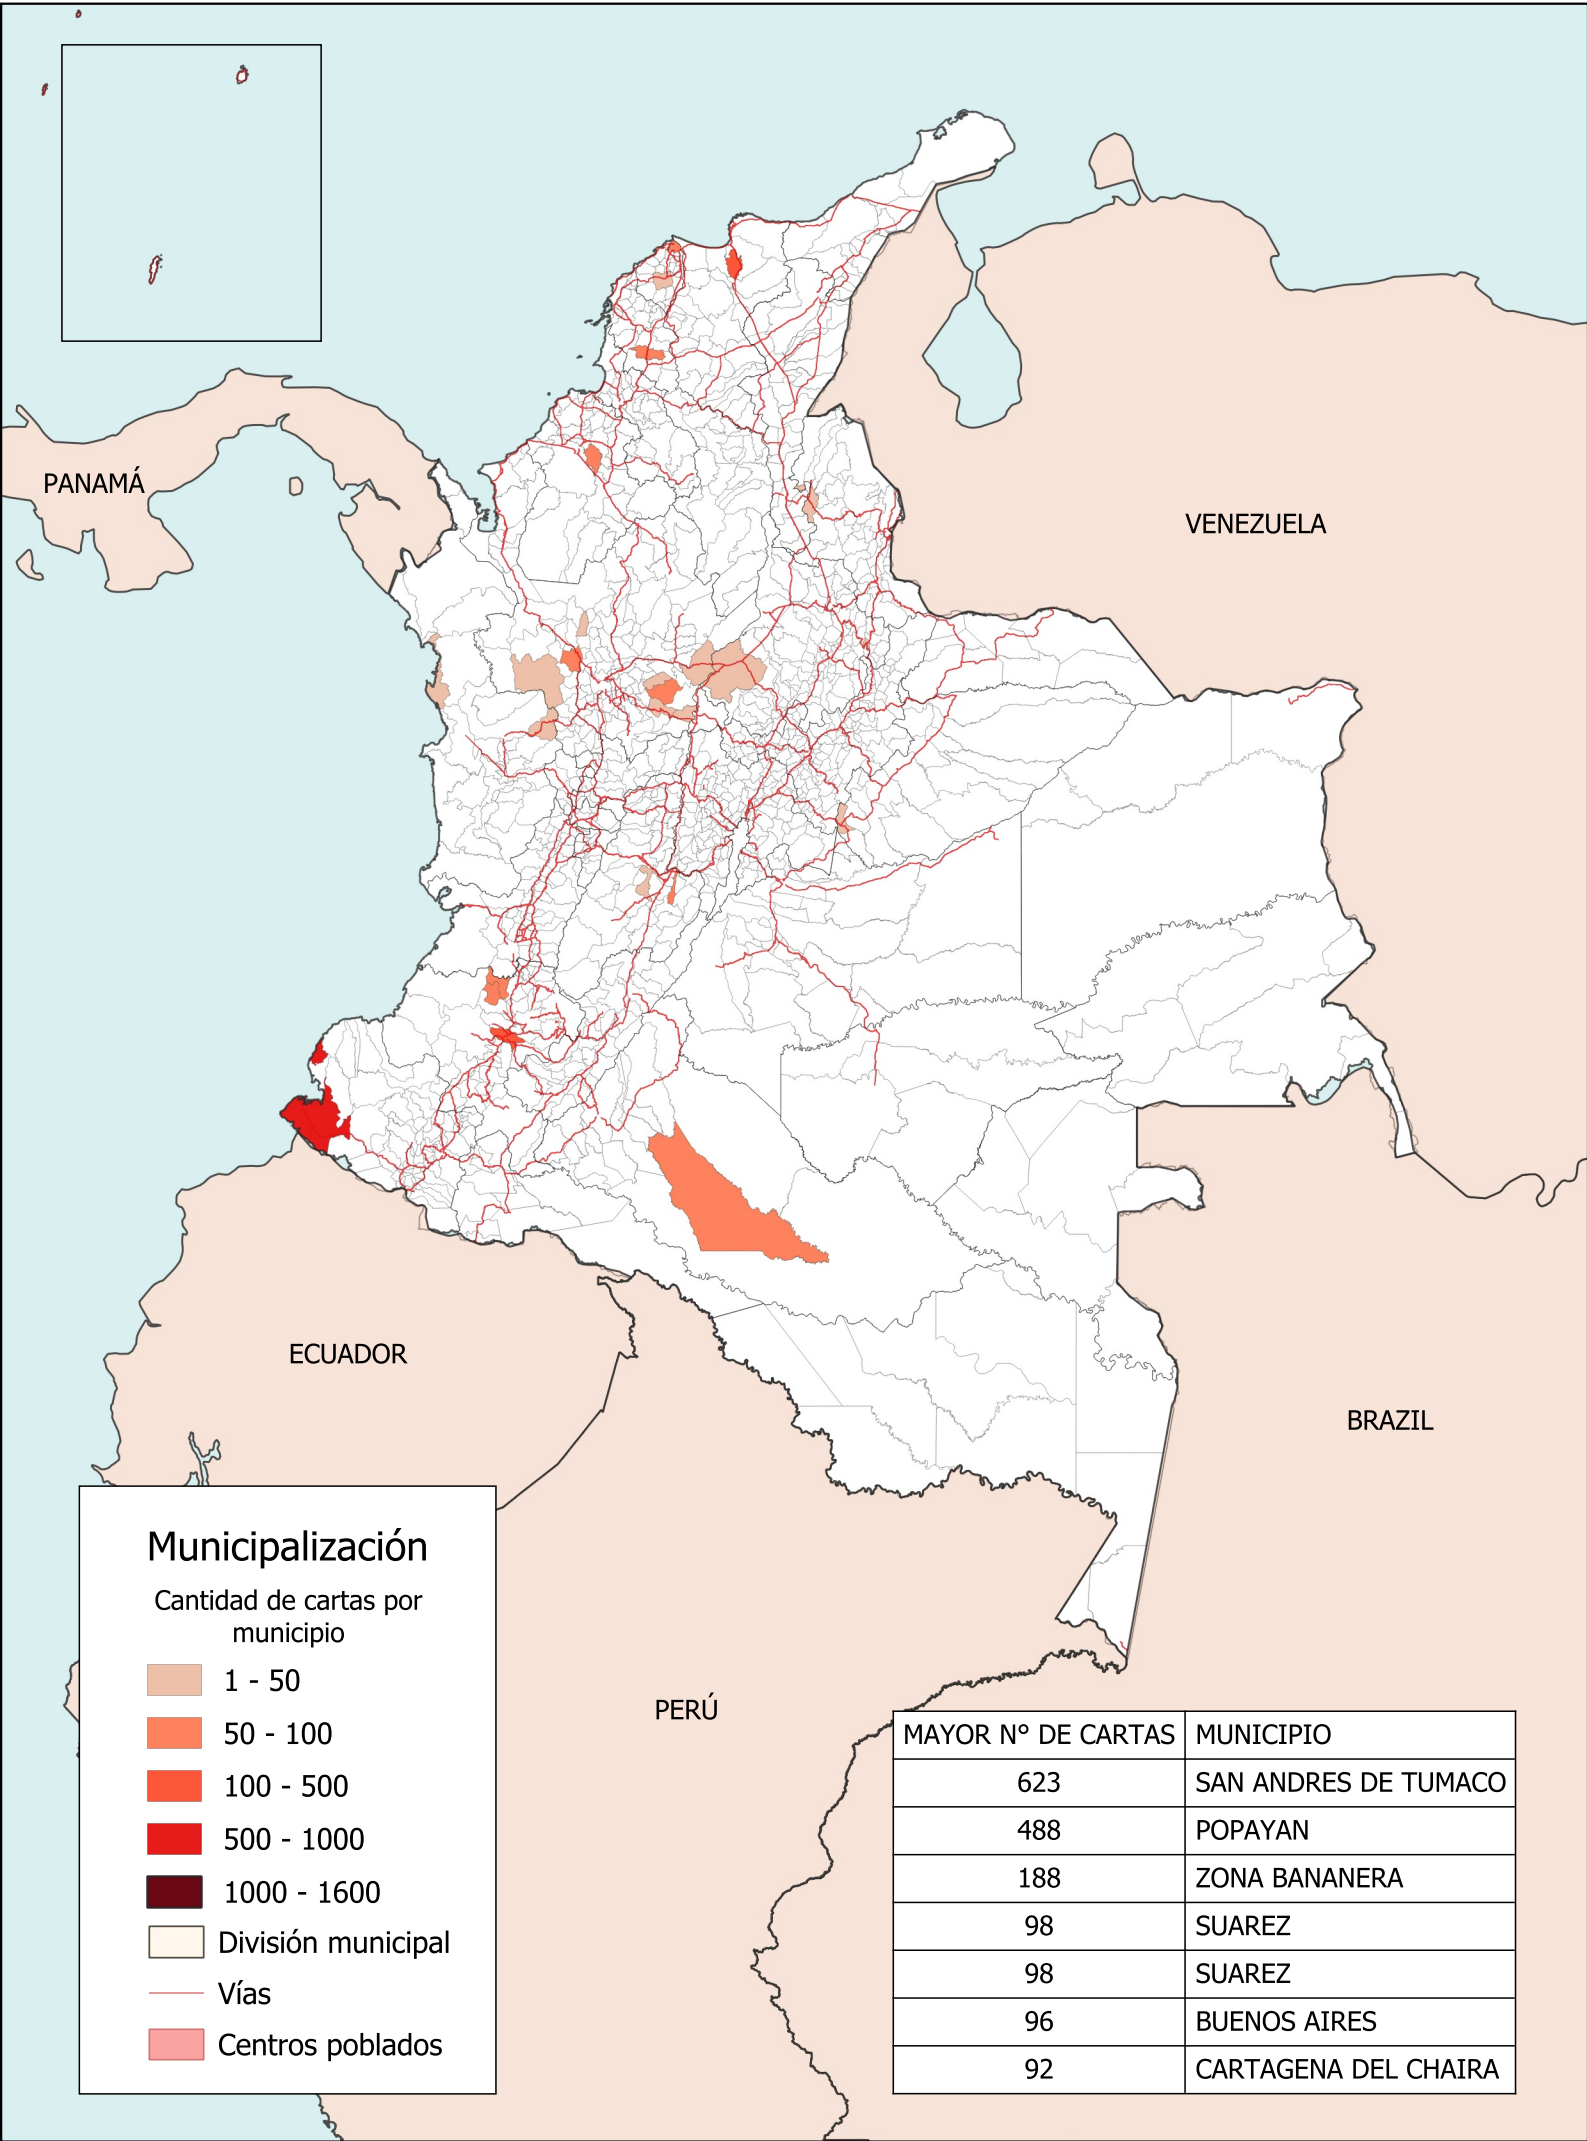 PANAMÁ
VENEZUELA
ECUADOR
BRAZIL
PERÚ
Municipalización
Cantidad de cartas por
municipio
1 - 50
50 - 100
100 - 500
500 - 1000
1000 - 1600
División municipal
Vías
Centros poblados
MAYOR N° DE CARTAS MUNICIPIO
623 SAN ANDRES DE TUMACO
488 POPAYAN
188 ZONA BANANERA
98 SUAREZ
98 SUAREZ
96 BUENOS AIRES
92 CARTAGENA DEL CHAIRA